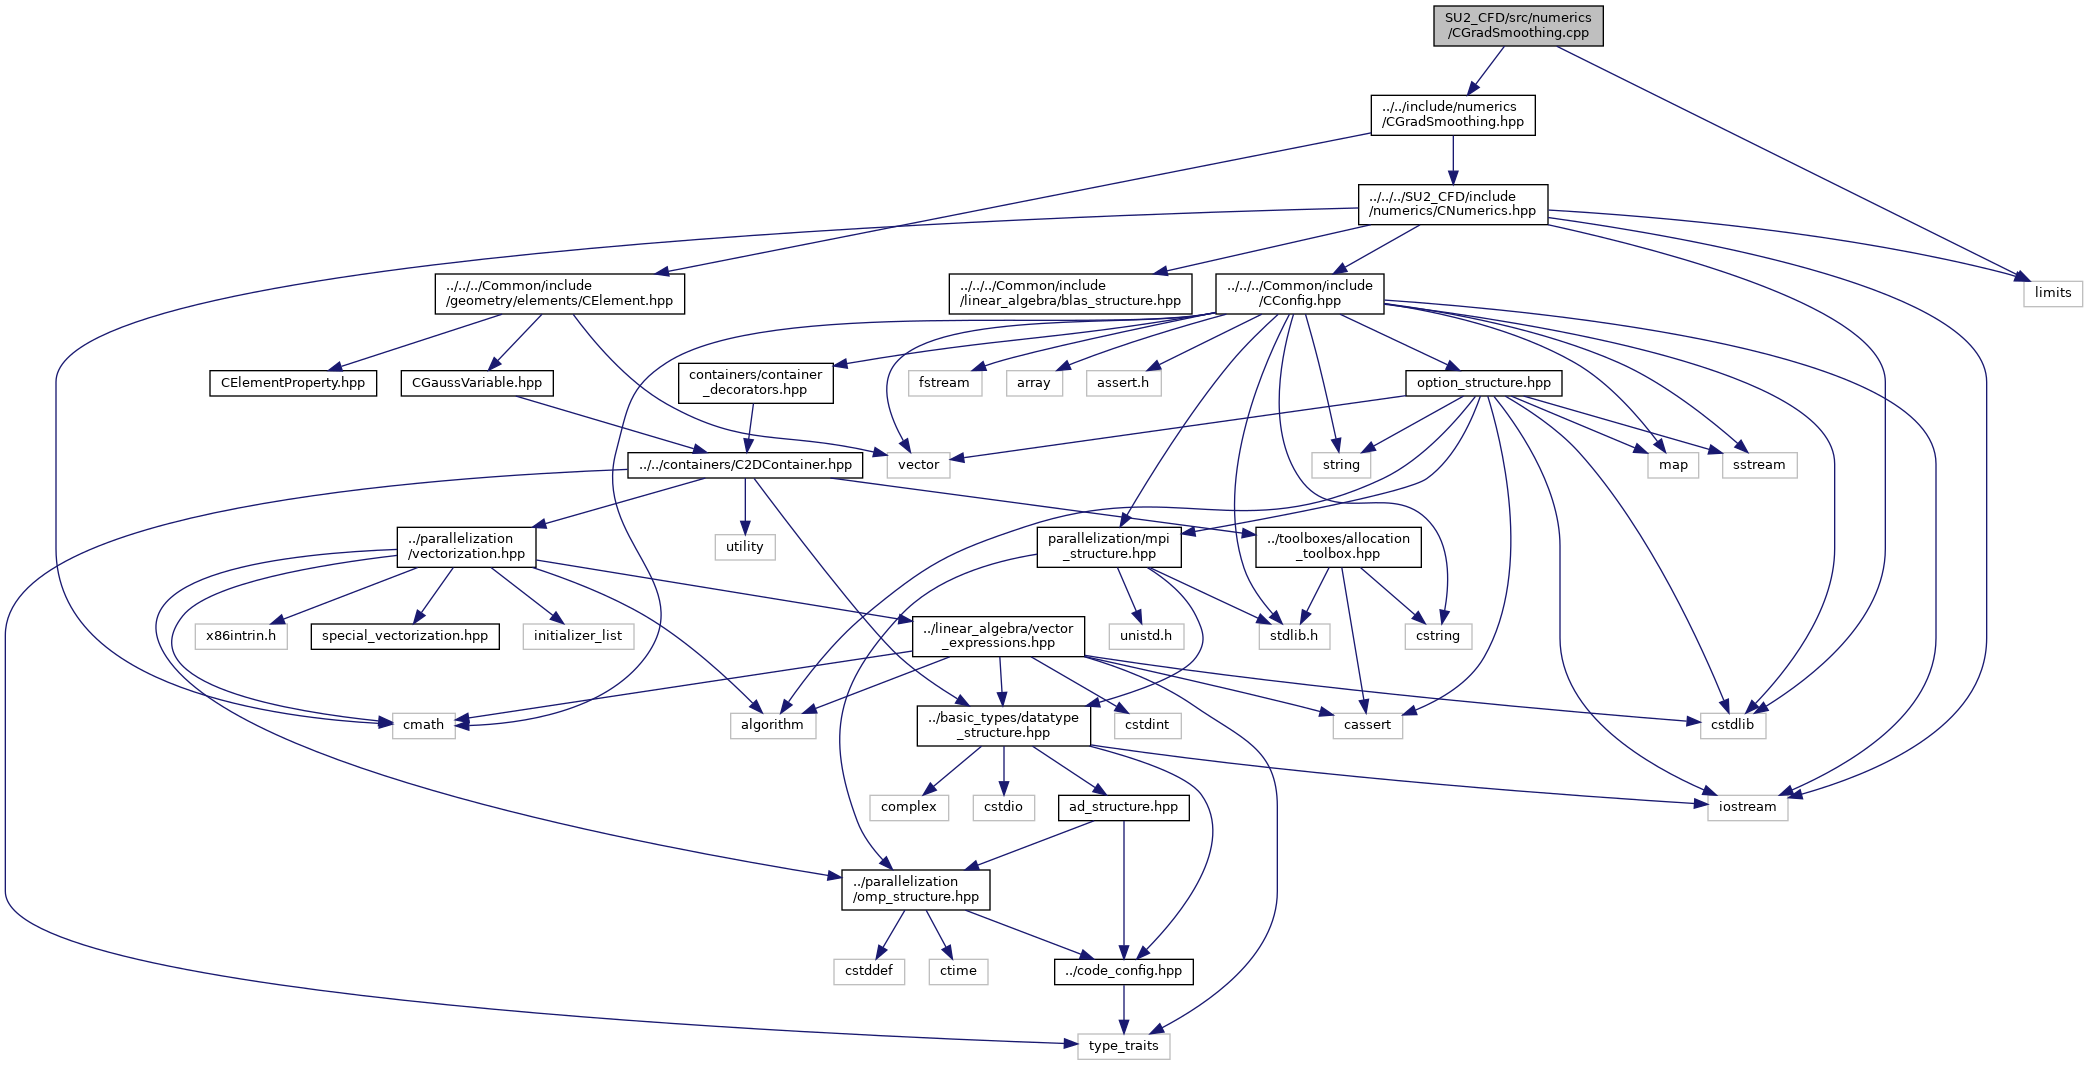 SU2_CFD/src/numerics
/CGradSmoothing.cpp
../../include/numerics
/CGradSmoothing.hpp
../../../SU2_CFD/include
/numerics/CNumerics.hpp
../../../Common/include
/geometry/elements/CElement.hpp
../../../Common/include
/linear_algebra/blas_structure.hpp
../../../Common/include
/CConfig.hpp
limits
CElementProperty.hpp
CGaussVariable.hpp
containers/container
_decorators.hpp
fstream
array
assert.h
option_structure.hpp
../../containers/C2DContainer.hpp
vector
string
map
sstream
../parallelization
/vectorization.hpp
utility
parallelization/mpi
_structure.hpp
../toolboxes/allocation
_toolbox.hpp
x86intrin.h
special_vectorization.hpp
initializer_list
../linear_algebra/vector
_expressions.hpp
unistd.h
stdlib.h
cstring
cmath
algorithm
../basic_types/datatype
_structure.hpp
cstdint
cassert
cstdlib
complex
cstdio
ad_structure.hpp
iostream
../parallelization
/omp_structure.hpp
cstddef
ctime
../code_config.hpp
type_traits